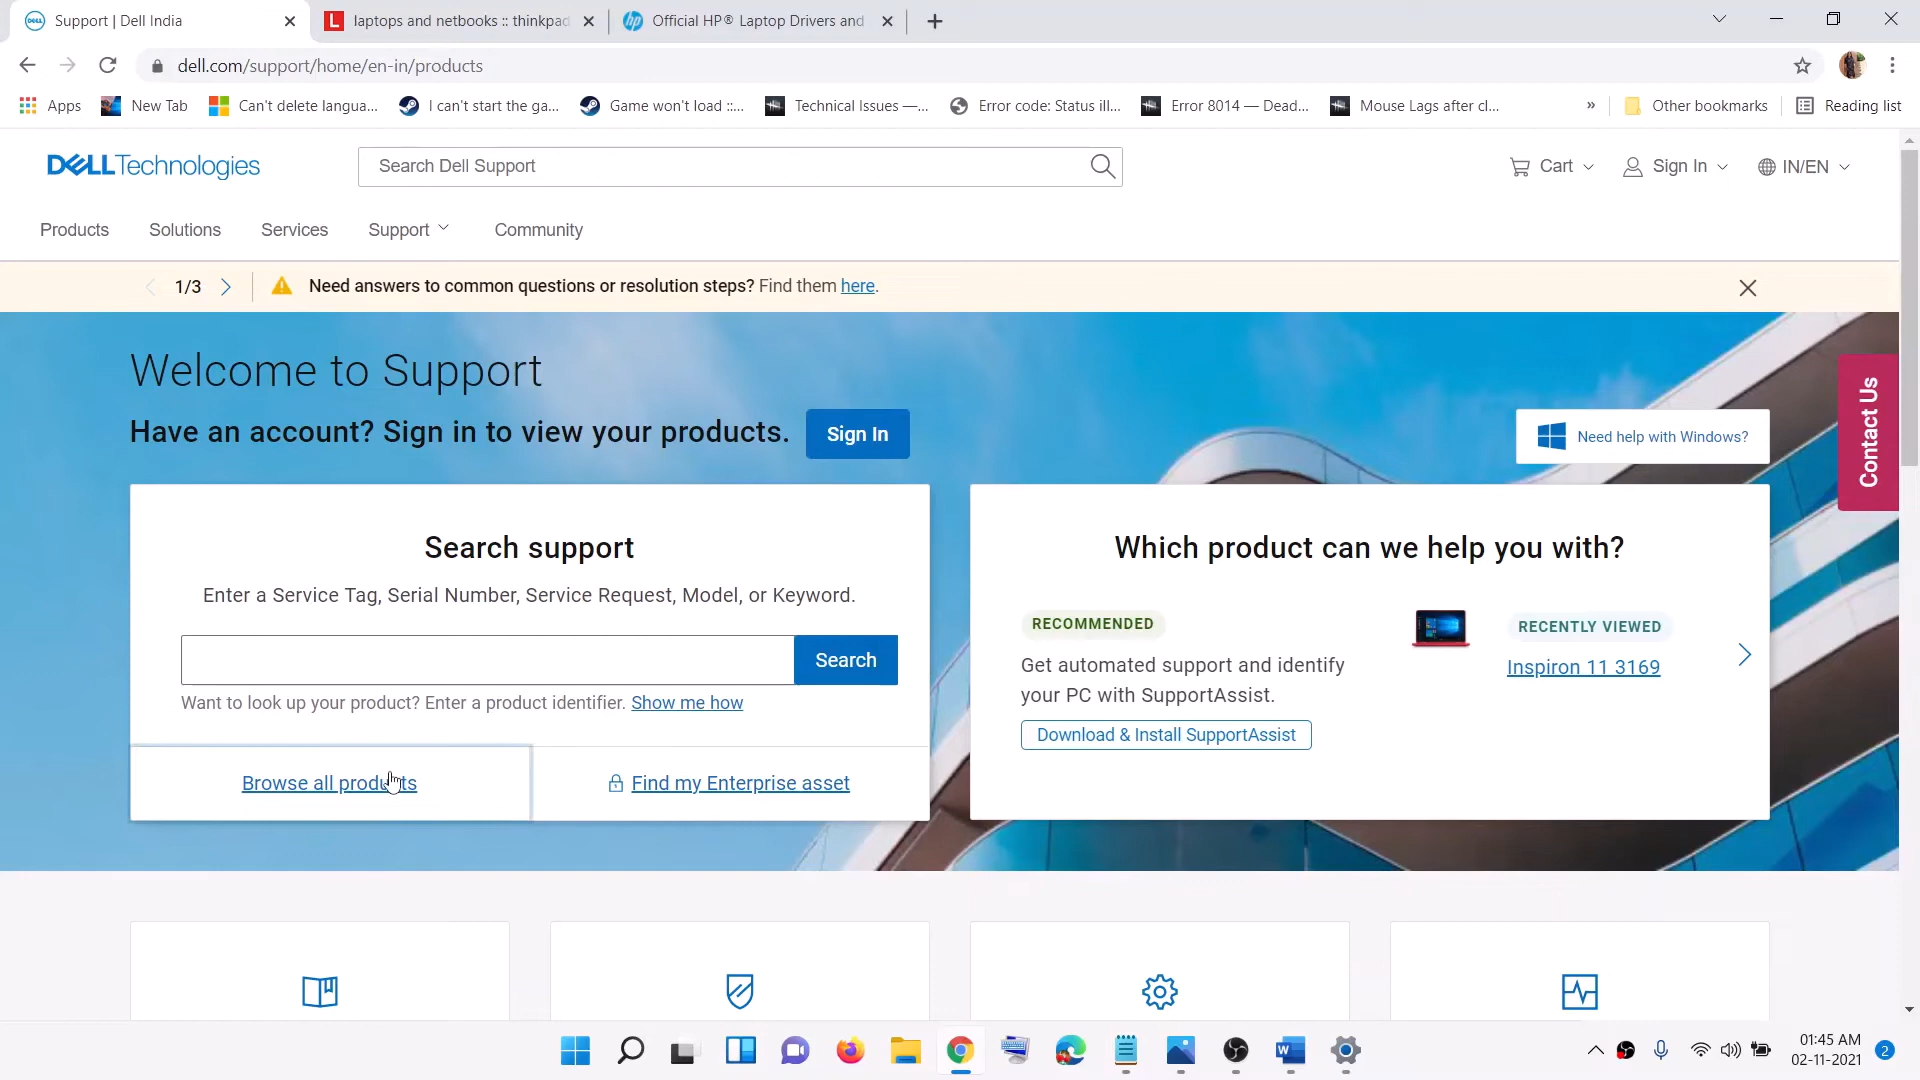 Support | Dell India
laptops and netbooks :: thinkpad
Official HP® Laptop Drivers and
dell.com/support/home/en-in/products
Apps
New Tab
Can't delete langua...
I can't start the ga...
Game won't load ::...
Technical Issues —...
Error code: Status ill...
Error 8014 — Dead...
Mouse Lags after cl...
»
Other bookmarks
Reading list
DELLTechnologies
Search Dell Support
Cart
Sign In
IN/EN
Products
Solutions
Services
Support
Community
1/3
Need answers to common questions or resolution steps? Find them here.
Welcome to Support
Have an account? Sign in to view your products.
Sign In
Need help with Windows?
Contact Us
Search support
Enter a Service Tag, Serial Number, Service Request, Model, or Keyword.
Search
Want to look up your product? Enter a product identifier. Show me how
Browse all products
Find my Enterprise asset
Which product can we help you with?
RECOMMENDED
Get automated support and identify
your PC with SupportAssist.
Download & Install SupportAssist
RECENTLY VIEWED
Inspiron 11 3169
01:45 AM
02-11-2021
2